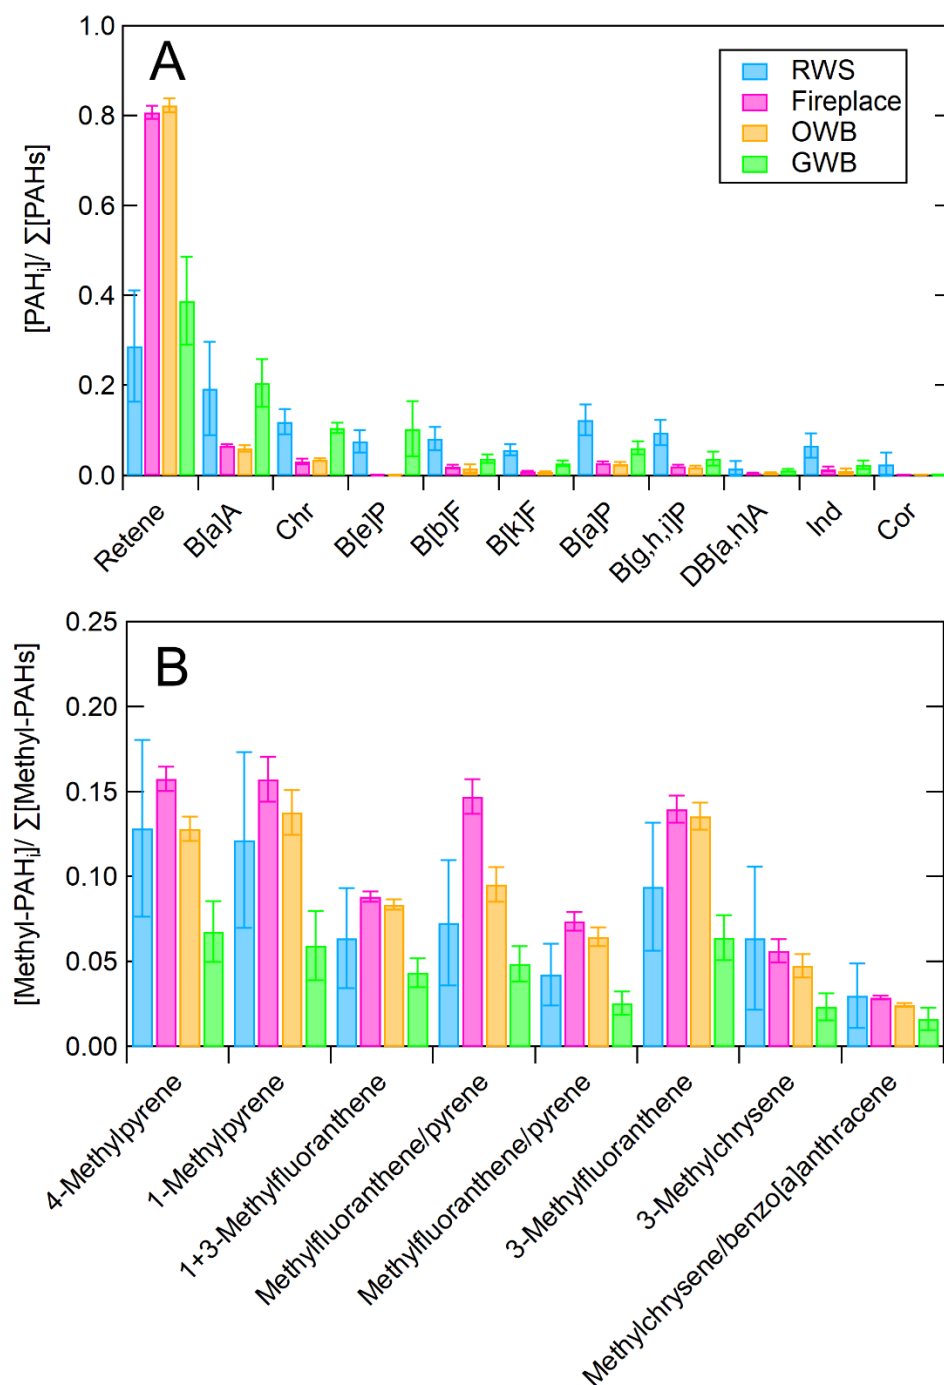 A
RWS
Fireplace
OWB
GWB
[PAHi]/ Σ[PAHs]
1.0
0.8
0.6
0.4
0.2
0.0
Retene
B[a]A
Chr
B[e]P
B[b]F
B[k]F
B[a]P
B[g,h,i]P
DB[a,h]A
Ind
Cor
B
[Methyl-PAHi]/ Σ[Methyl-PAHs]
0.25
0.20
0.15
0.10
0.05
0.00
4-Methylpyrene
1-Methylpyrene
1+3-Methylfluoranthene
Methylfluoranthene/pyrene
Methylfluoranthene/pyrene
3-Methylfluoranthene
3-Methylchrysene
Methylchrysene/benzo[a]anthracene